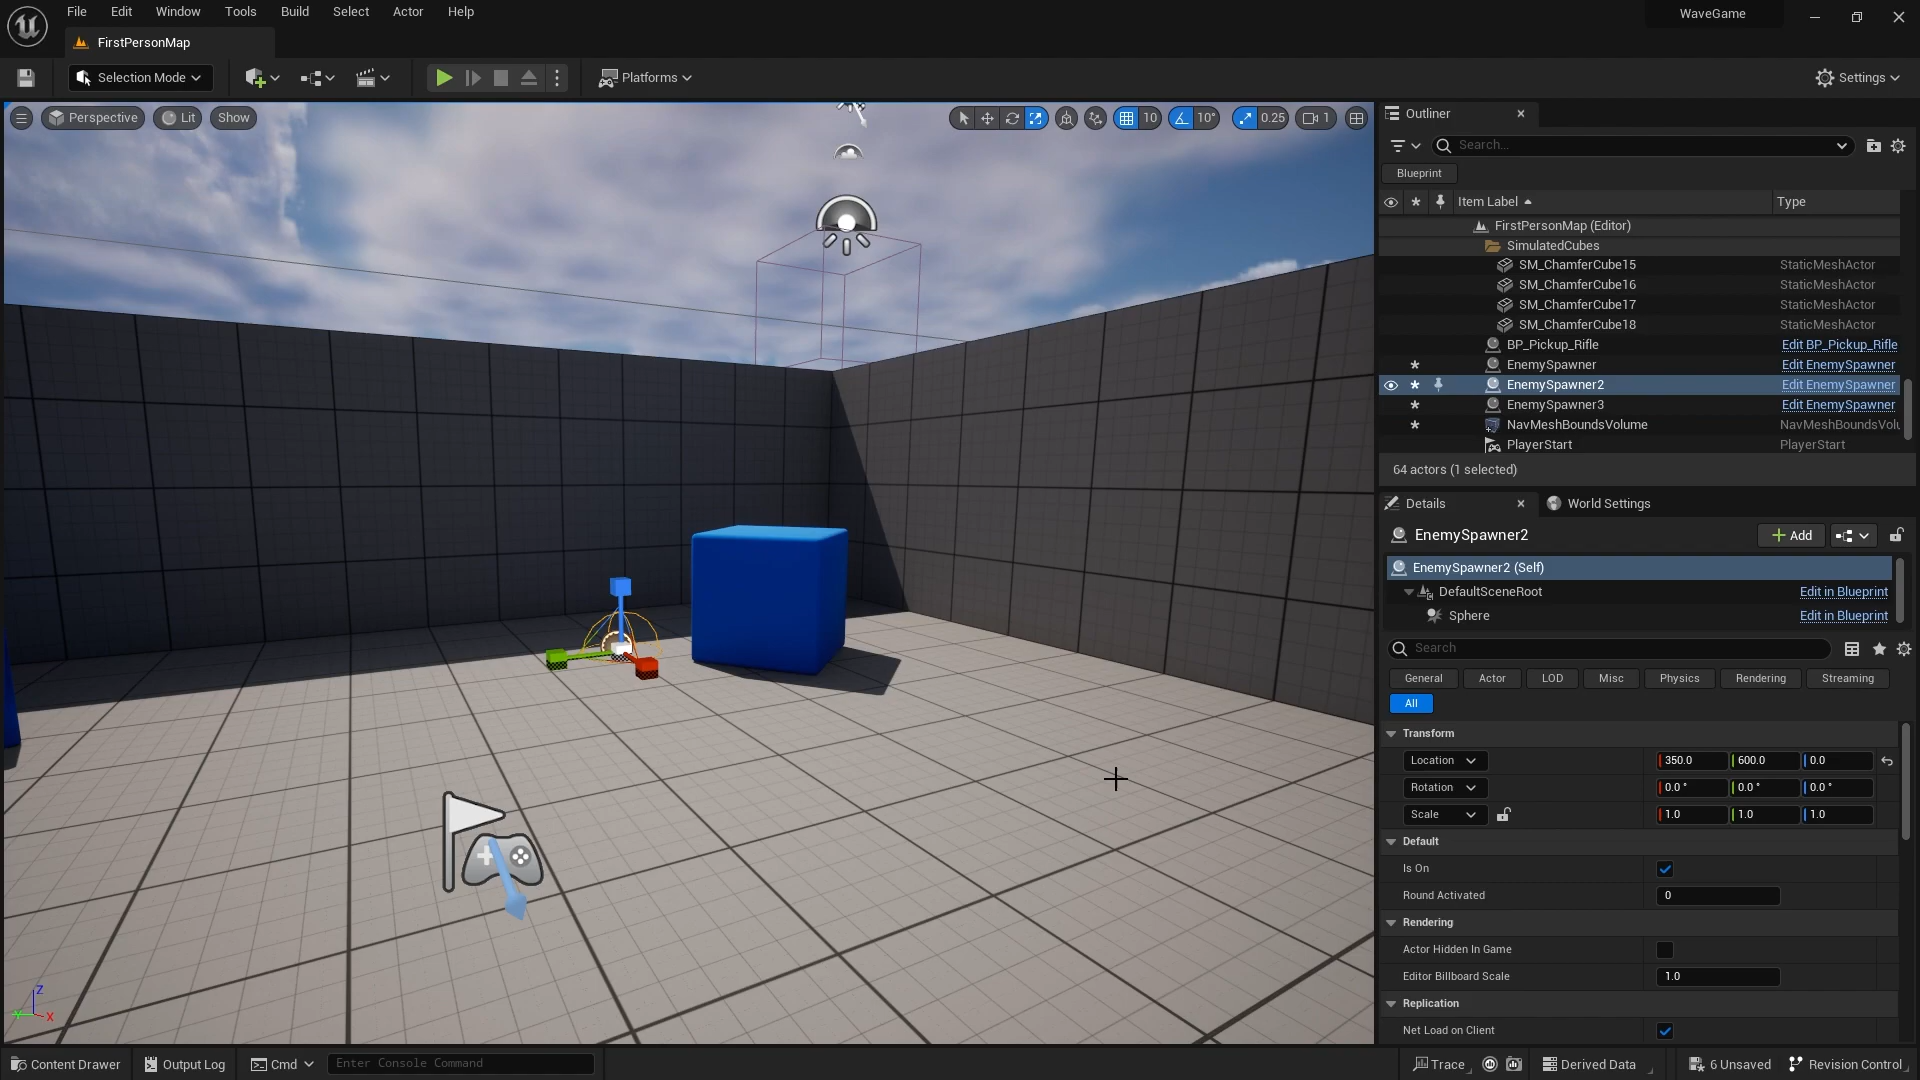 File Edit Window Tools Build Select Actor Help
WaveGame
FirstPersonMap
Selection Mode
Platforms
Settings
Perspective Lit Show
10 10° 0.25 1
Outliner
Search...
Blueprint
Item Label Type
FirstPersonMap (Editor)
SimulatedCubes
SM_ChamferCube15 StaticMeshActor
SM_ChamferCube16 StaticMeshActor
SM_ChamferCube17 StaticMeshActor
SM_ChamferCube18 StaticMeshActor
BP_Pickup_Rifle Edit BP_Pickup_Rifle
EnemySpawner Edit EnemySpawner
EnemySpawner2 Edit EnemySpawner
EnemySpawner3 Edit EnemySpawner
NavMeshBoundsVolume NavMeshBoundsVolu
PlayerStart PlayerStart
64 actors (1 selected)
Details World Settings
EnemySpawner2
Add
EnemySpawner2 (Self)
DefaultSceneRoot Edit in Blueprint
Sphere Edit in Blueprint
Search
General Actor LOD Misc Physics Rendering Streaming
All
Transform
Location 350.0 600.0 0.0
Rotation 0.0 ° 0.0 ° 0.0 °
Scale 1.0 1.0 1.0
Default
Is On
Round Activated 0
Rendering
Actor Hidden In Game
Editor Billboard Scale 1.0
Replication
Net Load on Client
Z
Y X
Content Drawer Output Log Cmd Enter Console Command
Trace Derived Data 6 Unsaved Revision Control